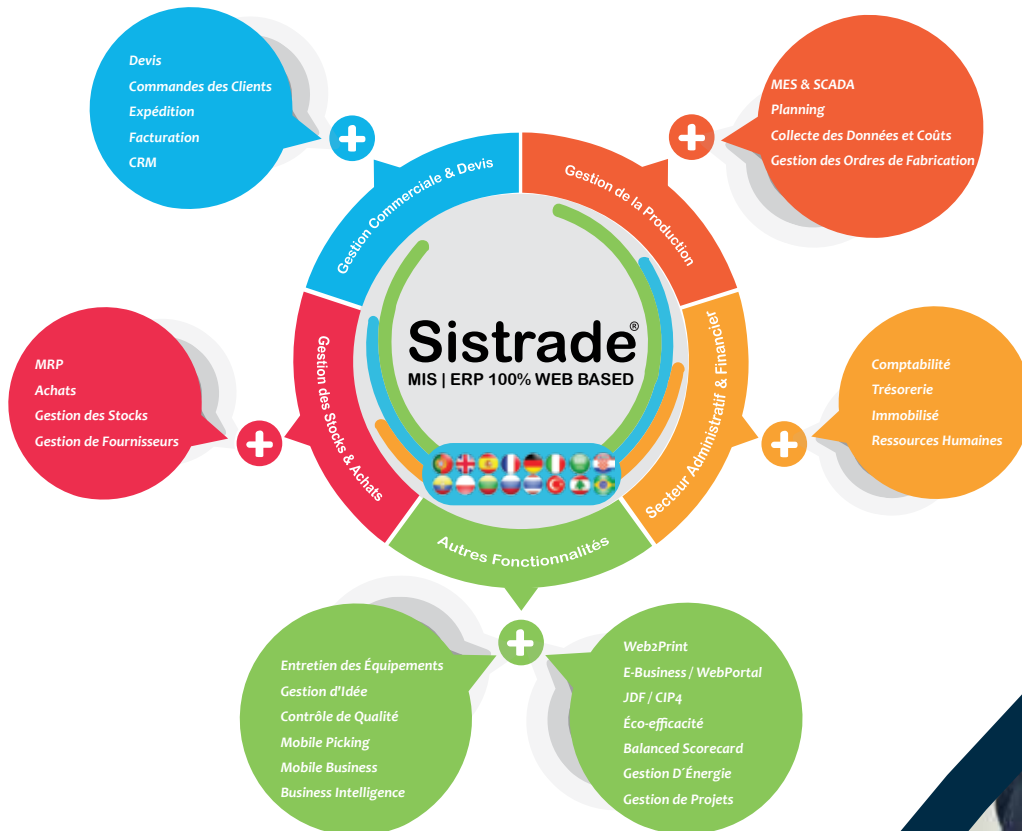 Devis
Commandes des Clients
Expédition
Facturation
CRM
MES & SCADA
Planning
Collecte des Données et Coûts
Gestion des Ordres de Fabrication
Gestion Commerciale & Devis
Gestion de la Production
Sistrade®
MIS | ERP 100% WEB BASED
MRP
Achats
Gestion des Stocks
Gestion de Fournisseurs
Gestion des Stocks & Achats
Secteur Administratif & Financier
Comptabilité
Trésorerie
Immobilisé
Ressources Humaines
Autres Fonctionnalités
Entretien des Équipements
Gestion d'Idée
Contrôle de Qualité
Mobile Picking
Mobile Business
Business Intelligence
Web2Print
E-Business / WebPortal
JDF / CIP4
Éco-efficacité
Balanced Scorecard
Gestion D´Énergie
Gestion de Projets